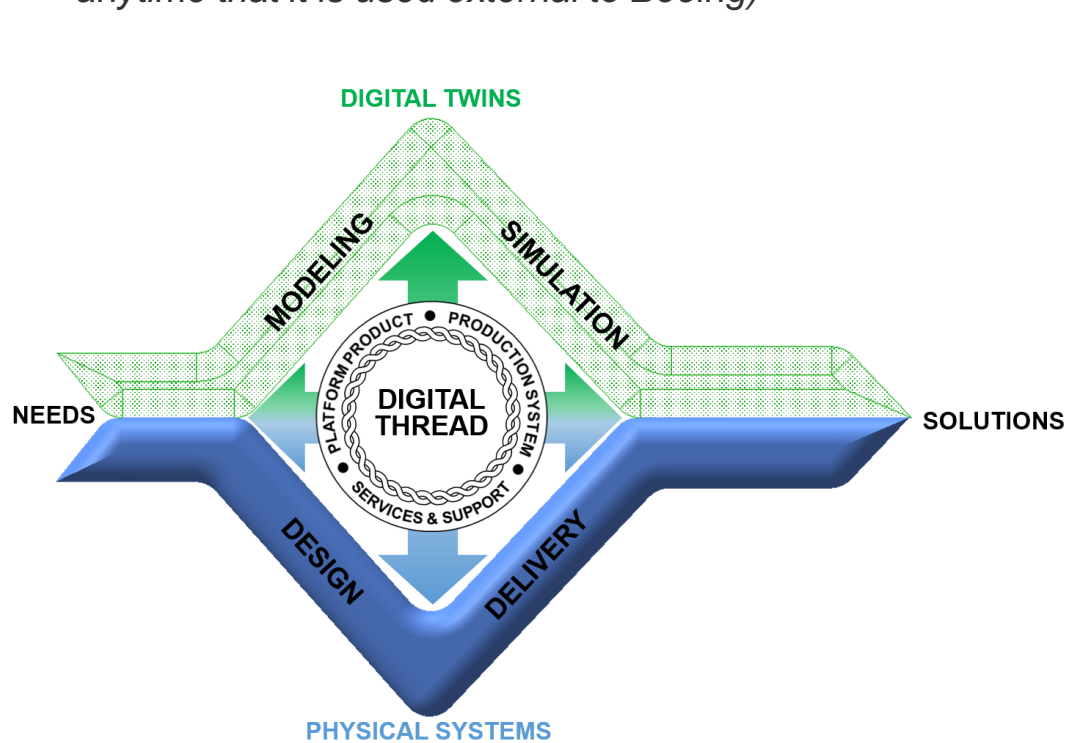 anytime that it is used external to Boeing)
DIGITAL TWINS
MODELING
SIMULATION
PLATFORM PRODUCT • PRODUCTION SYSTEM • SERVICES & SUPPORT •
DIGITAL
THREAD
NEEDS
SOLUTIONS
DESIGN
DELIVERY
PHYSICAL SYSTEMS